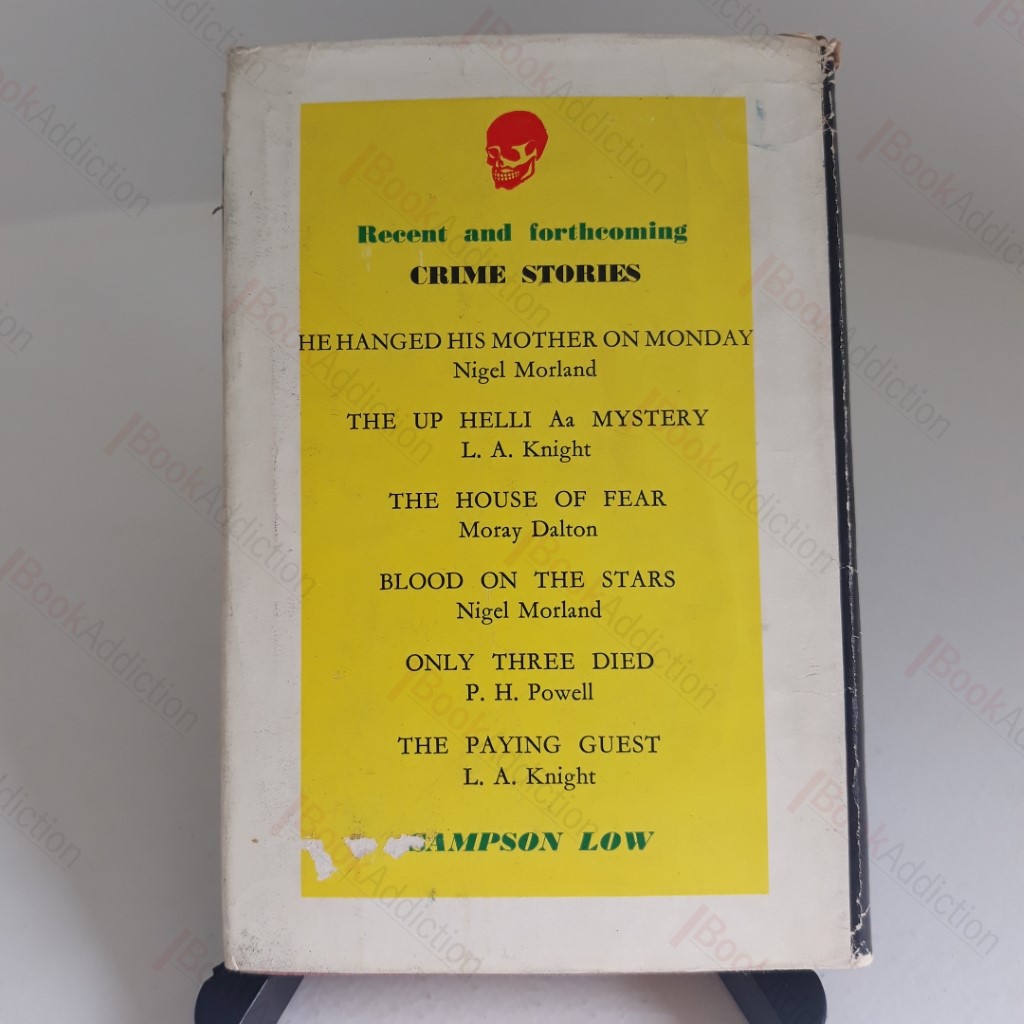 Recent and forthcoming
CRIME STORIES
HE HANGED HIS MOTHER ON MONDAY
Nigel Morland
THE UP HELLI Aa MYSTERY
L. A. Knight
THE HOUSE OF FEAR
Moray Dalton
BLOOD ON THE STARS
Nigel Morland
ONLY THREE DIED
P. H. Powell
THE PAYING GUEST
L. A. Knight
SAMPSON LOW
BookAddiction